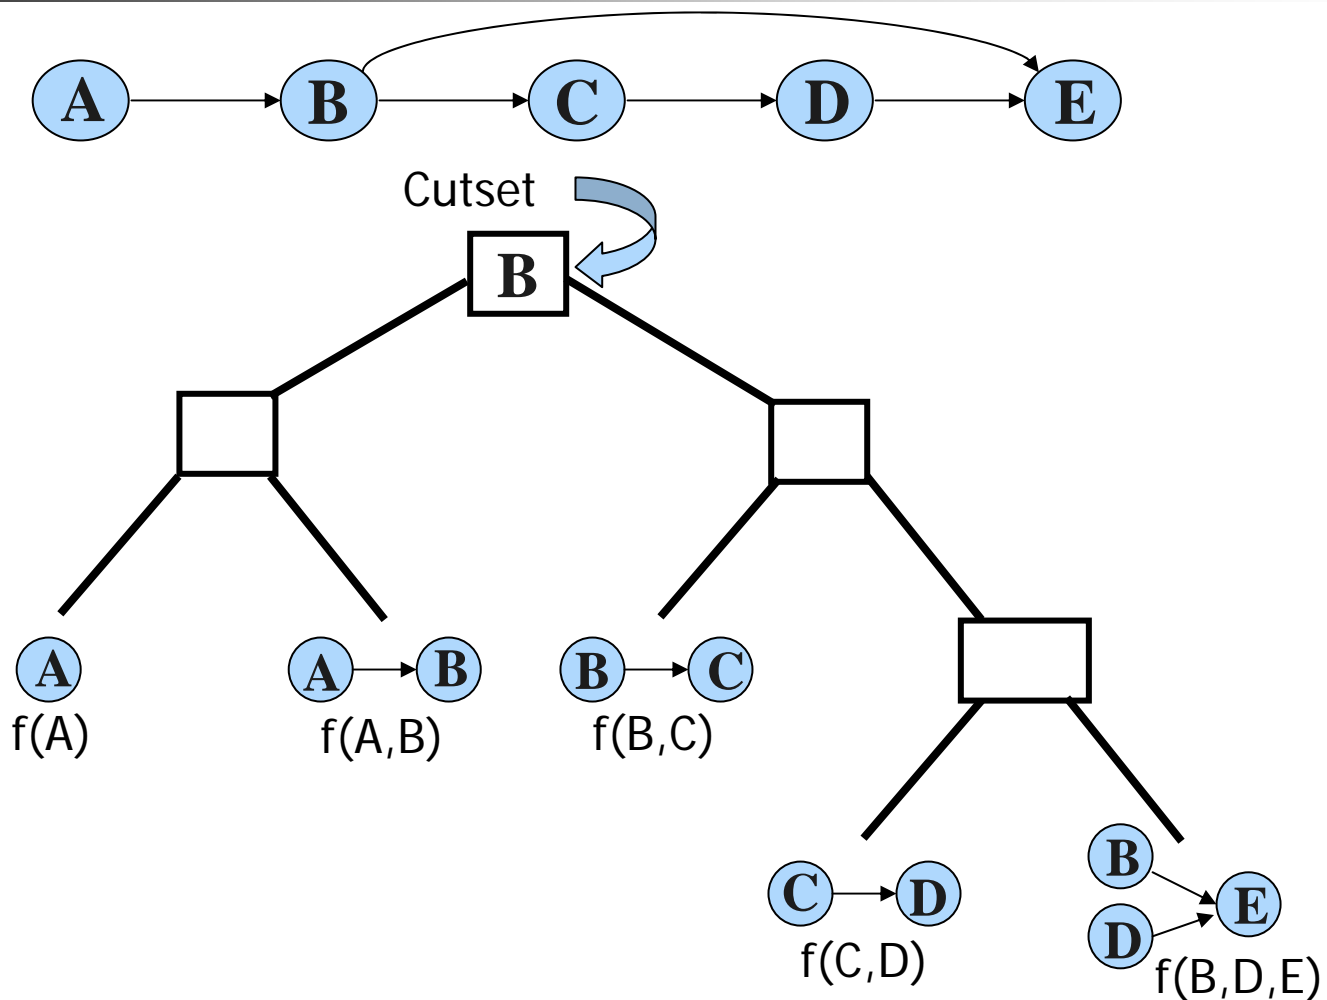 A B C D E
Cutset
B
A A B B C
f(A) f(A,B) f(B,C)
B
C D E
D
f(C,D) f(B,D,E)